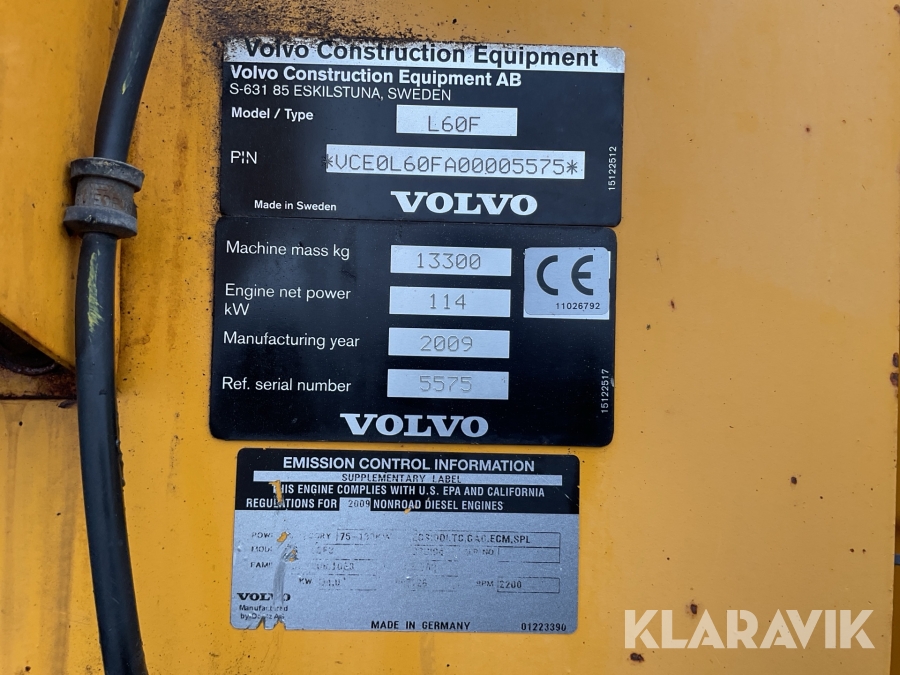 Volvo Construction Equipment
Volvo Construction Equipment AB
S-631 85 ESKILSTUNA, SWEDEN
Model / Type L60F
PIN *VCE0L60FA00005575*
Made in Sweden VOLVO
15122512
Machine mass kg 13300
Engine net power kW 114
CE
11026792
Manufacturing year 2009
Ref. serial number 5575
VOLVO
15122517
EMISSION CONTROL INFORMATION
SUPPLEMENTARY LABEL
THIS ENGINE COMPLIES WITH U.S. EPA AND CALIFORNIA
REGULATIONS FOR 2009 NONROAD DIESEL ENGINES
KW RPM 2200
VOLVO
Manufactured
MADE IN GERMANY 01223390
KLARAVIK